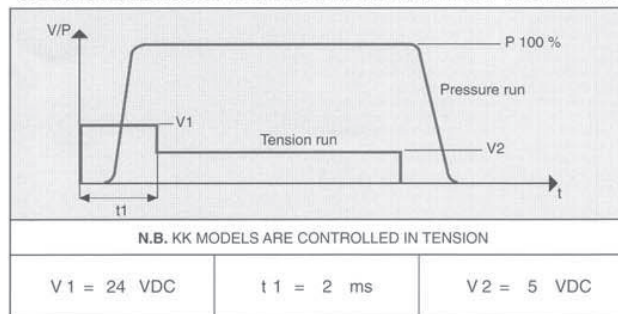 V/P
P 100 %
Pressure run
V1
Tension run
V2
t
t1
N.B. KK MODELS ARE CONTROLLED IN TENSION
V 1 = 24 VDC
t 1 = 2 ms
V 2 = 5 VDC